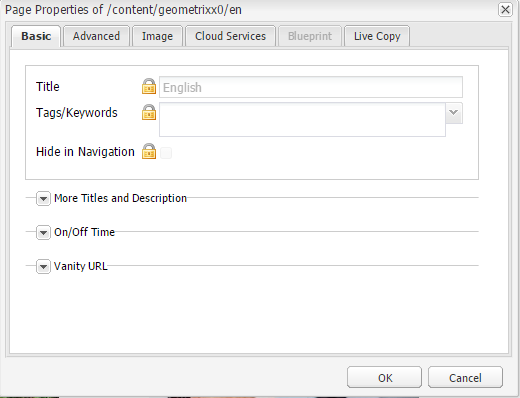 Page Properties of /content/geometrixx0/en
Basic Advanced Image Cloud Services Blueprint Live Copy
Title English
Tags/Keywords
Hide in Navigation
More Titles and Description
On/Off Time
Vanity URL
OK Cancel